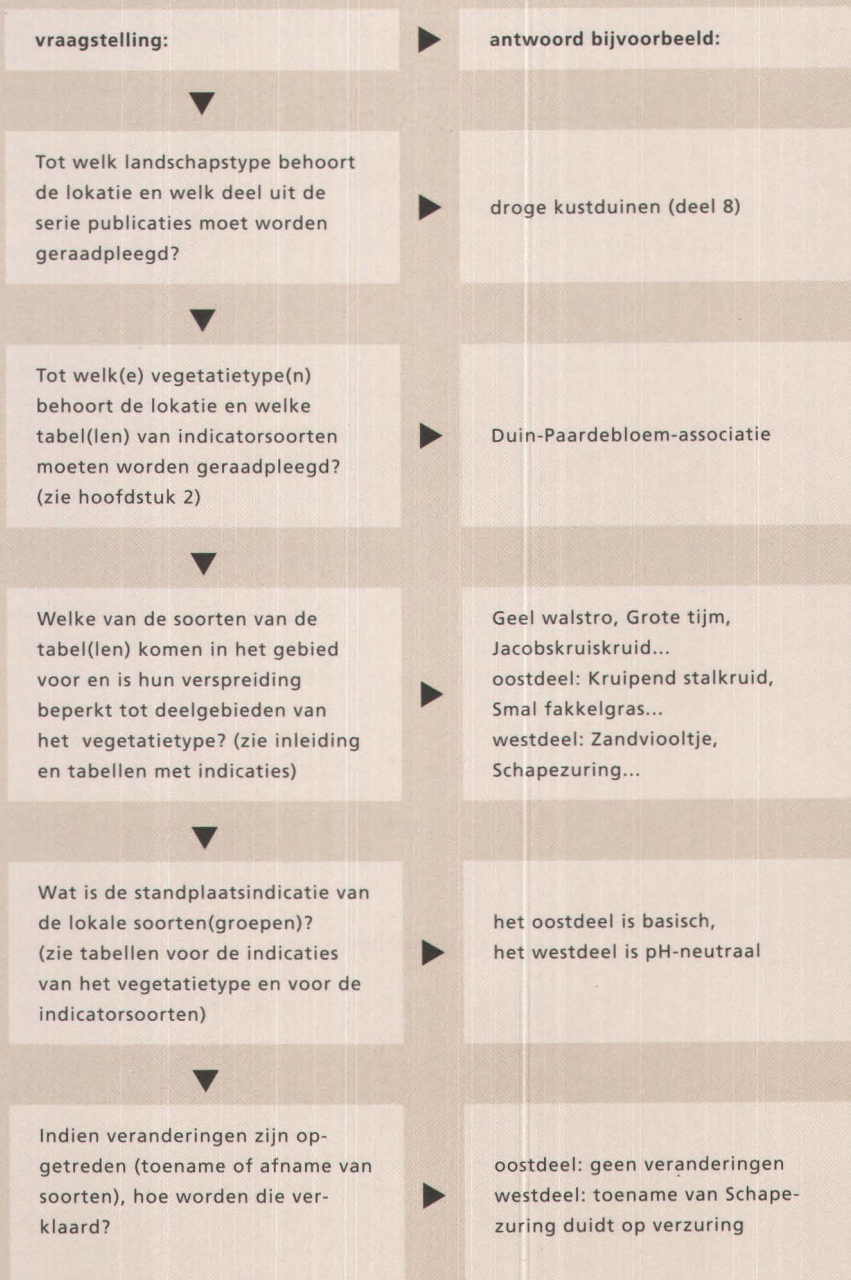 vraagstelling:
antwoord bijvoorbeeld:
Tot welk landschapstype behoort
de lokatie en welk deel uit de
serie publicaties moet worden
geraadpleegd?
droge kustduinen (deel 8)
Tot welk(e) vegetatietype(n)
behoort de lokatie en welke
tabel(len) van indicatorsoorten
moeten worden geraadpleegd?
(zie hoofdstuk 2)
Duin-Paardebloem-associatie
Welke van de soorten van de
tabel(len) komen in het gebied
voor en is hun verspreiding
beperkt tot deelgebieden van
het vegetatietype? (zie inleiding
en tabellen met indicaties)
Geel walstro, Grote tijm,
Jacobskruiskruid...
oostdeel: Kruipend stalkruid,
Smal fakkelgras...
westdeel: Zandviooltje,
Schapezuring...
Wat is de standplaatsindicatie van
de lokale soorten(groepen)?
(zie tabellen voor de indicaties
van het vegetatietype en voor de
indicatorsoorten)
het oostdeel is basisch,
het westdeel is pH-neutraal
Indien veranderingen zijn op-
getreden (toename of afname van
soorten), hoe worden die ver-
klaard?
oostdeel: geen veranderingen
westdeel: toename van Schape-
zuring duidt op verzuring